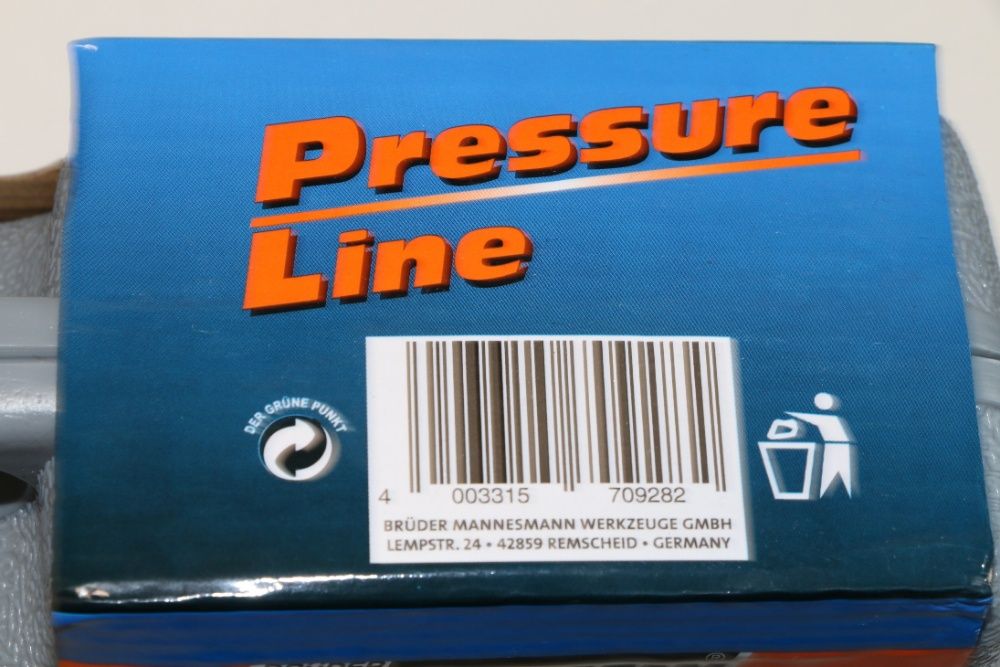 Pressure
Line
DER GRÜNE PUNKT
4 003315 709282
BRÜDER MANNESMANN WERKZEUGE GMBH
LEMPSTR. 24 • 42859 REMSCHEID • GERMANY